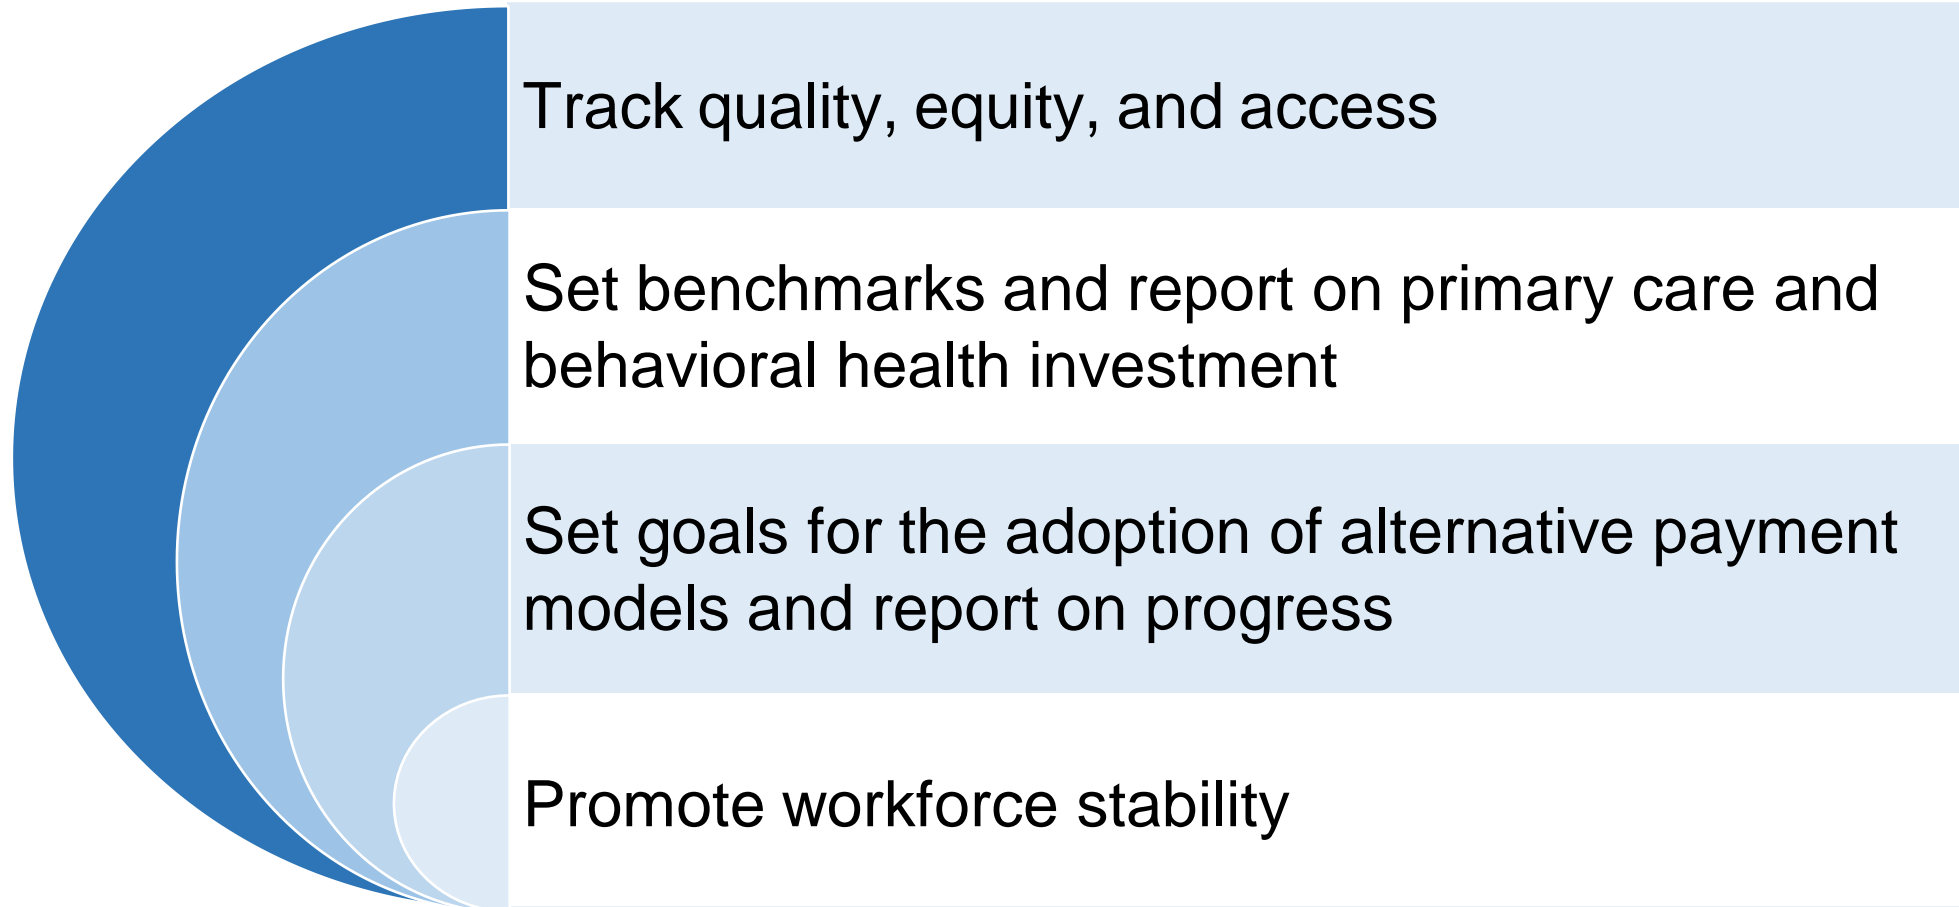 Track quality, equity, and access
Set benchmarks and report on primary care and
behavioral health investment
Set goals for the adoption of alternative payment
models and report on progress
Promote workforce stability